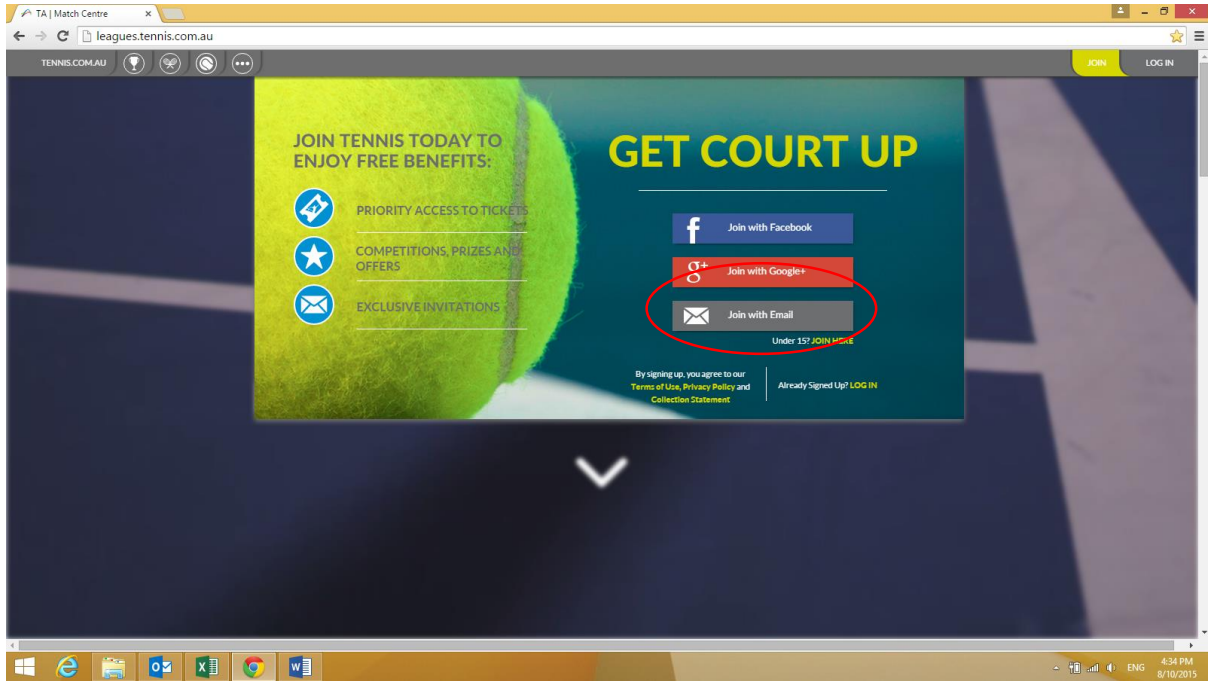 TA | Match Centre
leagues.tennis.com.au
TENNIS.COM.AU
JOIN
LOG IN
JOIN TENNIS TODAY TO
ENJOY FREE BENEFITS:
PRIORITY ACCESS TO TICKETS
COMPETITIONS, PRIZES AND
OFFERS
EXCLUSIVE INVITATIONS
GET COURT UP
f Join with Facebook
g+ Join with Google+
Join with Email
Under 15? JOIN HERE
By signing up, you agree to our
Terms of Use, Privacy Policy and
Collection Statement
Already Signed Up? LOG IN
ENG
4:34 PM
8/10/2015